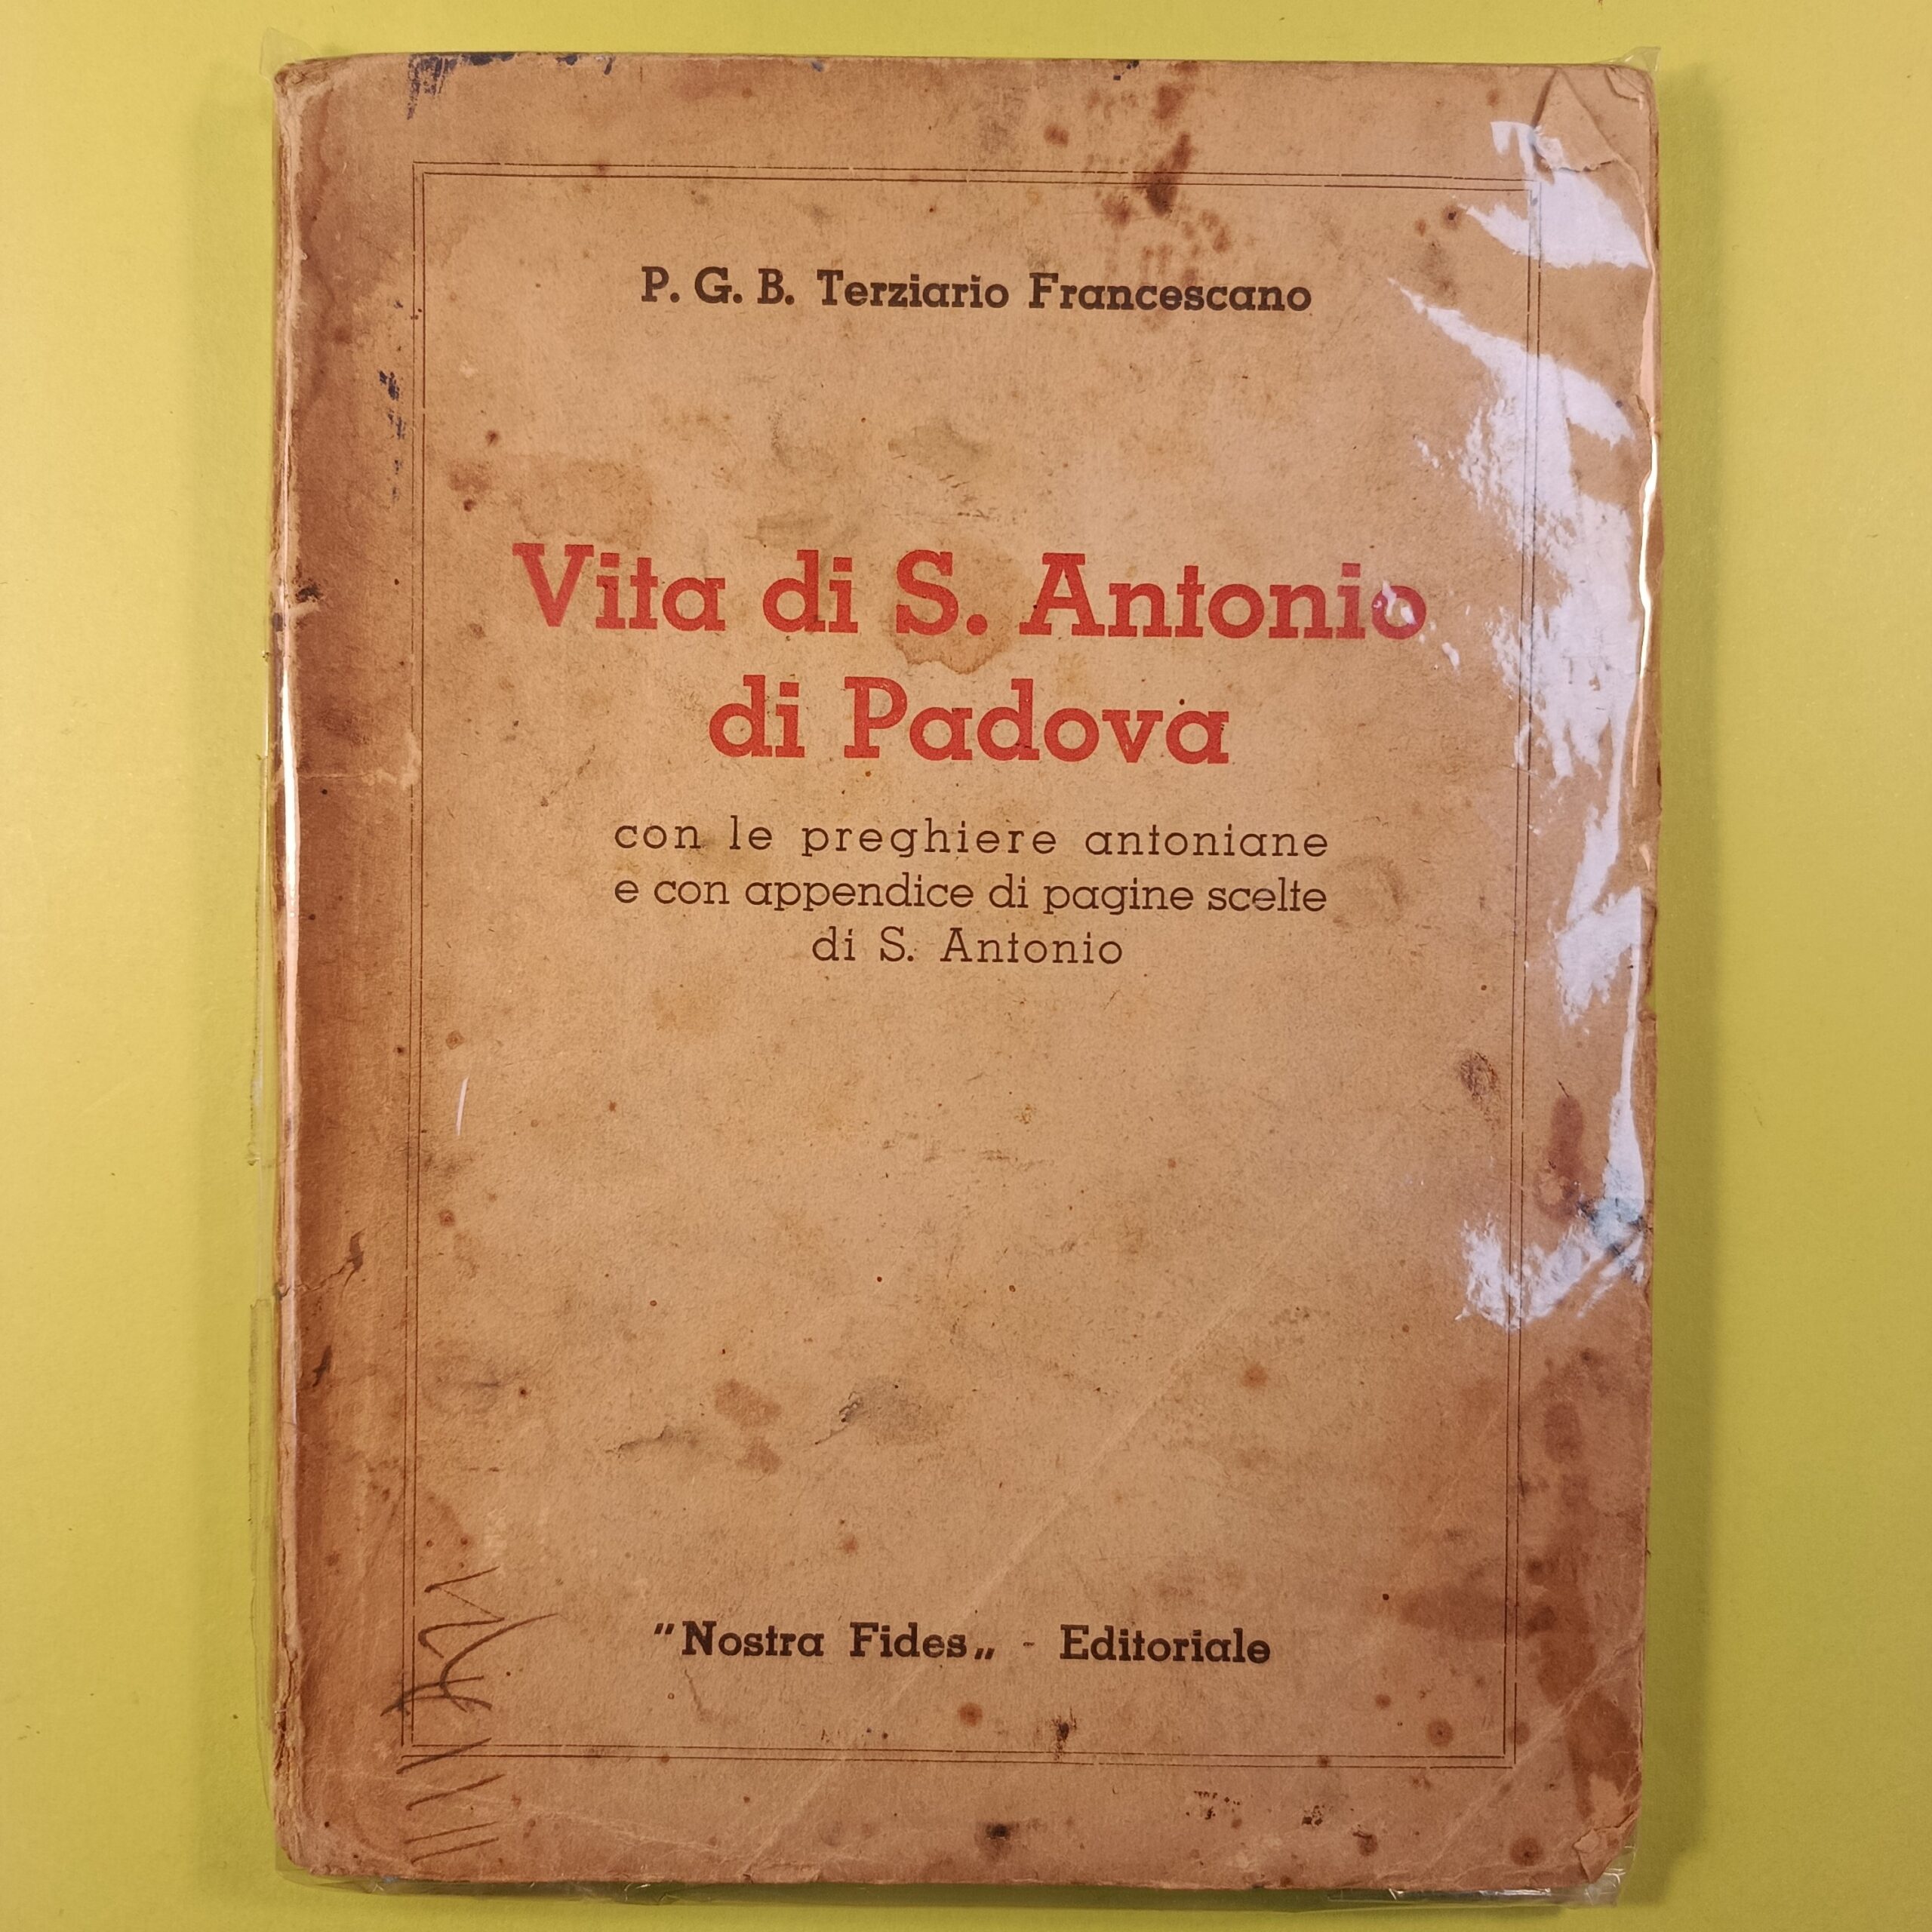 P. G. B. Terziario Francescano
Vita di S. Antonio
di Padova
con le preghiere antoniane
e con appendice di pagine scelte
di S. Antonio
"Nostra Fides„ - Editoriale